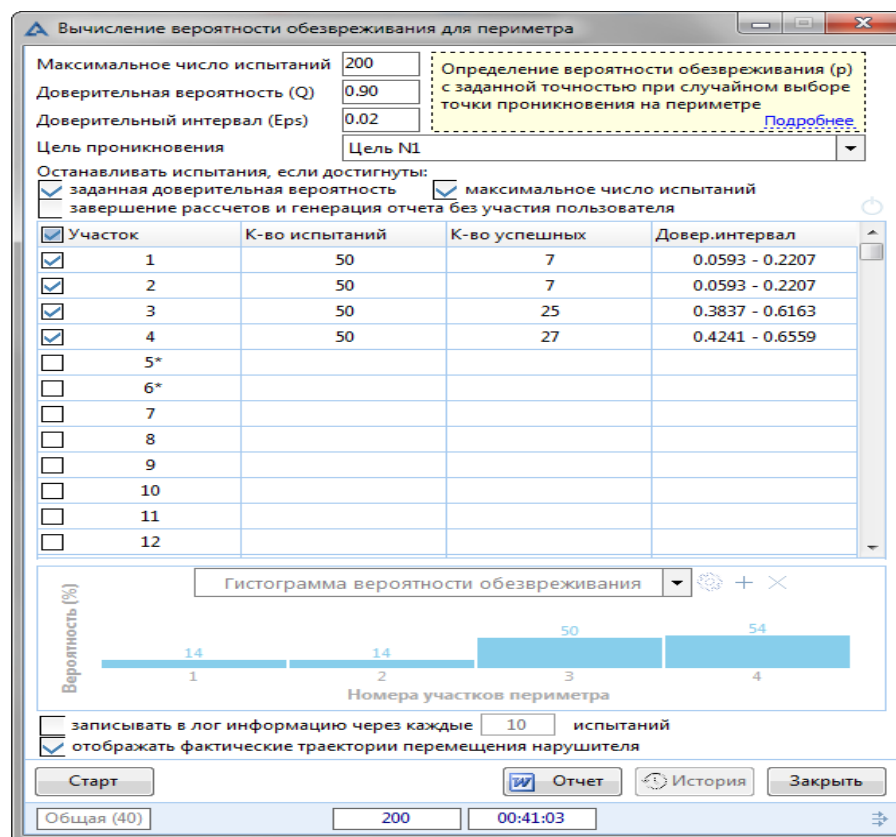 Вычисление вероятности обезвреживания для периметра
Максимальное число испытаний 200
Доверительная вероятность (Q) 0.90
Доверительный интервал (Eps) 0.02
Определение вероятности обезвреживания (p)
с заданной точностью при случайном выборе
точки проникновения на периметре
Подробнее
Цель проникновения Цель N1
Останавливать испытания, если достигнуты:
заданная доверительная вероятность максимальное число испытаний
завершение рассчетов и генерация отчета без участия пользователя
Участок К-во испытаний К-во успешных Довер.интервал
1 50 7 0.0593 - 0.2207
2 50 7 0.0593 - 0.2207
3 50 25 0.3837 - 0.6163
4 50 27 0.4241 - 0.6559
5*
6*
7
8
9
10
11
12
Гистограмма вероятности обезвреживания
Вероятность (%)
14 14 50 54
1 2 3 4
Номера участков периметра
записывать в лог информацию через каждые 10 испытаний
отображать фактические траектории перемещения нарушителя
Старт Отчет История Закрыть
Общая (40) 200 00:41:03